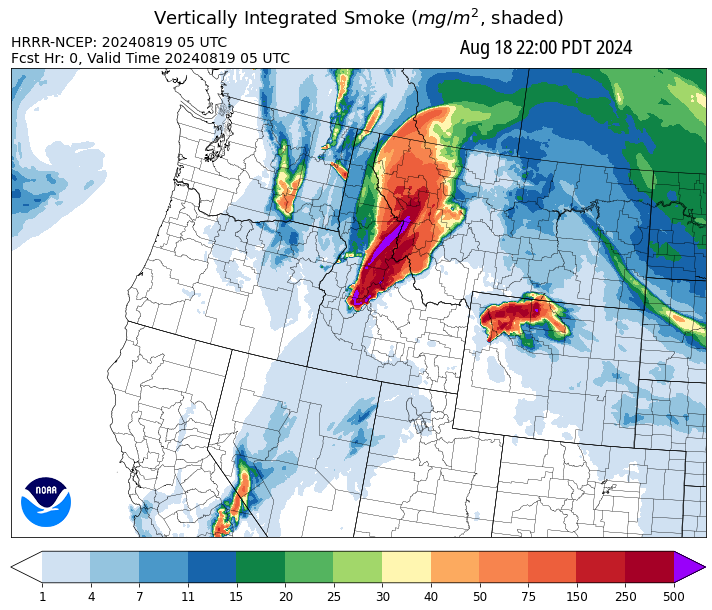 Vertically Integrated Smoke (mg/m², shaded)
HRRR-NCEP: 20240819 05 UTC
Fcst Hr: 0, Valid Time 20240819 05 UTC
Aug 18 22:00 PDT 2024
NOAA
1 4 7 11 15 20 25 30 40 50 75 150 250 500